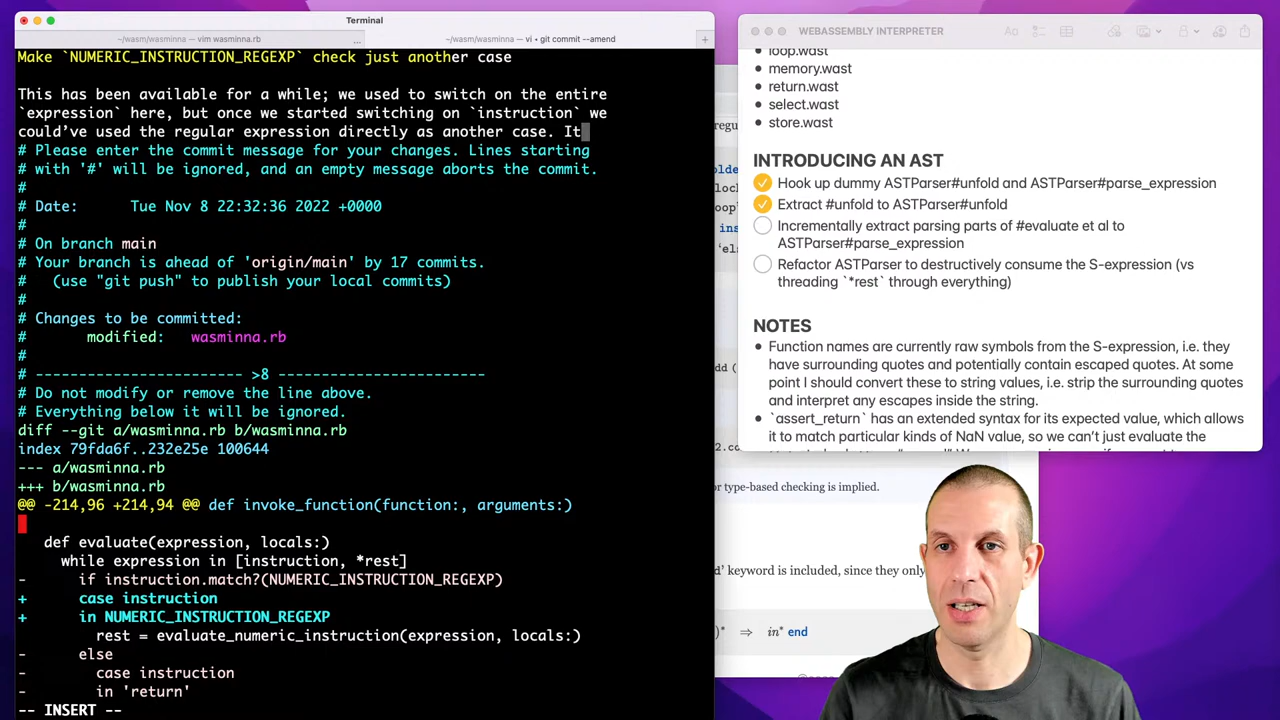 Terminal
~/wasm/wasminna — vim wasminna.rb
...
~/wasm/wasminna — vi • git commit --amend
+
Make `NUMERIC_INSTRUCTION_REGEXP` check just another case
This has been available for a while; we used to switch on the entire
`expression` here, but once we started switching on `instruction` we
could’ve used the regular expression directly as another case. It
# Please enter the commit message for your changes. Lines starting
# with '#' will be ignored, and an empty message aborts the commit.
#
# Date:      Tue Nov 8 22:32:36 2022 +0000
#
# On branch main
# Your branch is ahead of 'origin/main' by 17 commits.
#   (use "git push" to publish your local commits)
#
# Changes to be committed:
#       modified:   wasminna.rb
#
# ------------------------ >8 ------------------------
# Do not modify or remove the line above.
# Everything below it will be ignored.
diff --git a/wasminna.rb b/wasminna.rb
index 79fda6f..232e25e 100644
--- a/wasminna.rb
+++ b/wasminna.rb
@@ -214,96 +214,94 @@ def invoke_function(function:, arguments:)
def evaluate(expression, locals:)
while expression in [instruction, *rest]
-      if instruction.match?(NUMERIC_INSTRUCTION_REGEXP)
+      case instruction
+      in NUMERIC_INSTRUCTION_REGEXP
rest = evaluate_numeric_instruction(expression, locals:)
-      else
-        case instruction
-        in 'return'
-- INSERT --
WEBASSEMBLY INTERPRETER
Aa
• loop.wast
• memory.wast
• return.wast
• select.wast
• store.wast
INTRODUCING AN AST
Hook up dummy ASTParser#unfold and ASTParser#parse_expression
Extract #unfold to ASTParser#unfold
Incrementally extract parsing parts of #evaluate et al to
ASTParser#parse_expression
Refactor ASTParser to destructively consume the S-expression (vs
threading `*rest` through everything)
NOTES
• Function names are currently raw symbols from the S-expression, i.e. they
have surrounding quotes and potentially contain escaped quotes. At some
point I should convert these to string values, i.e. strip the surrounding quotes
and interpret any escapes inside the string.
• `assert_return` has an extended syntax for its expected value, which allows
it to match particular kinds of NaN value, so we can’t just evaluate the
or type-based checking is implied.
keyword is included, since they only
)* ⇒ in* end